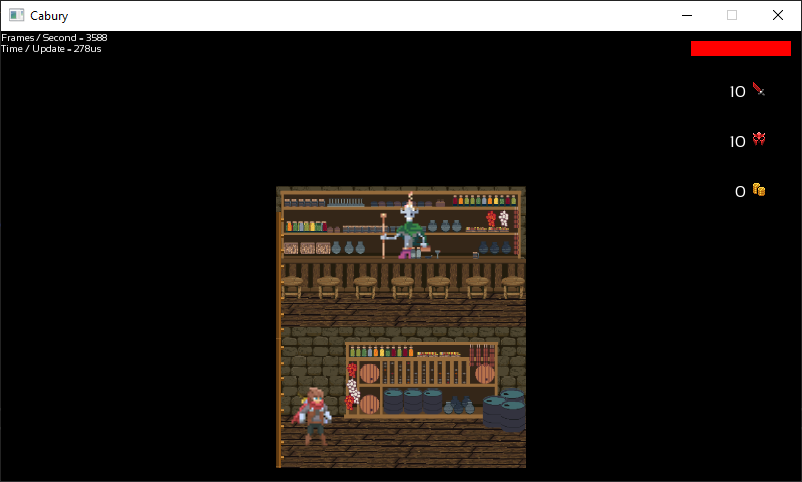 Cabury
Frames / Second = 3588
Time / Update = 278us
10
10
0